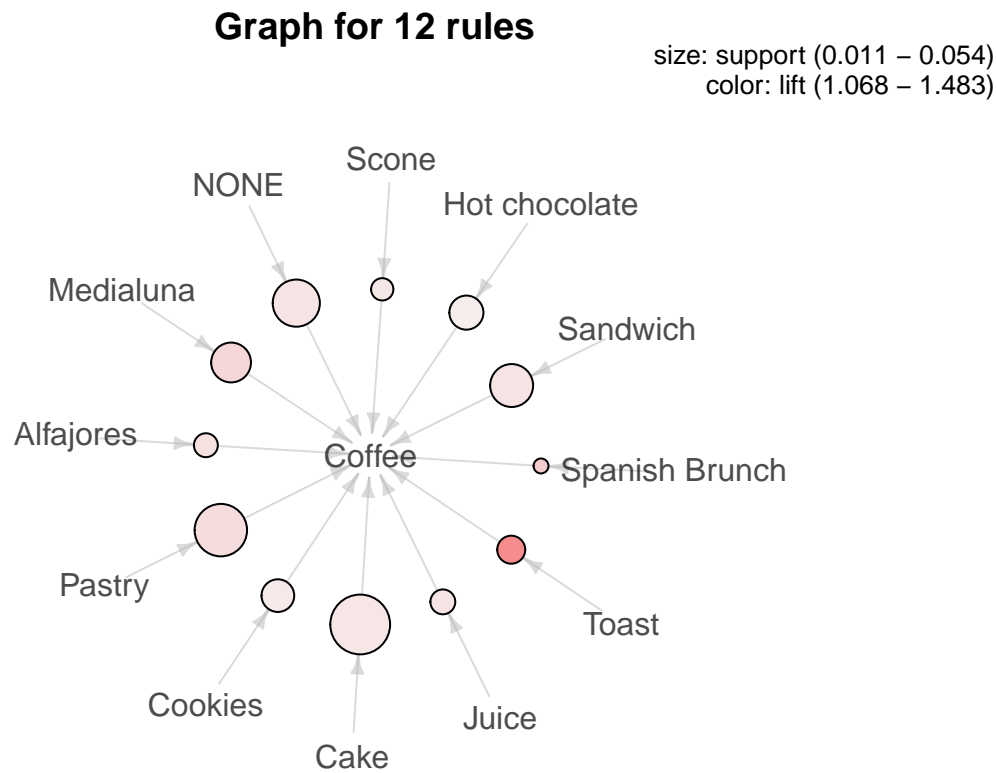 Graph for 12 rules
size: support (0.011 – 0.054)
color: lift (1.068 – 1.483)
Scone
NONE
Hot chocolate
Medialuna
Sandwich
Alfajores
Coffee
Spanish Brunch
Pastry
Toast
Cookies
Juice
Cake